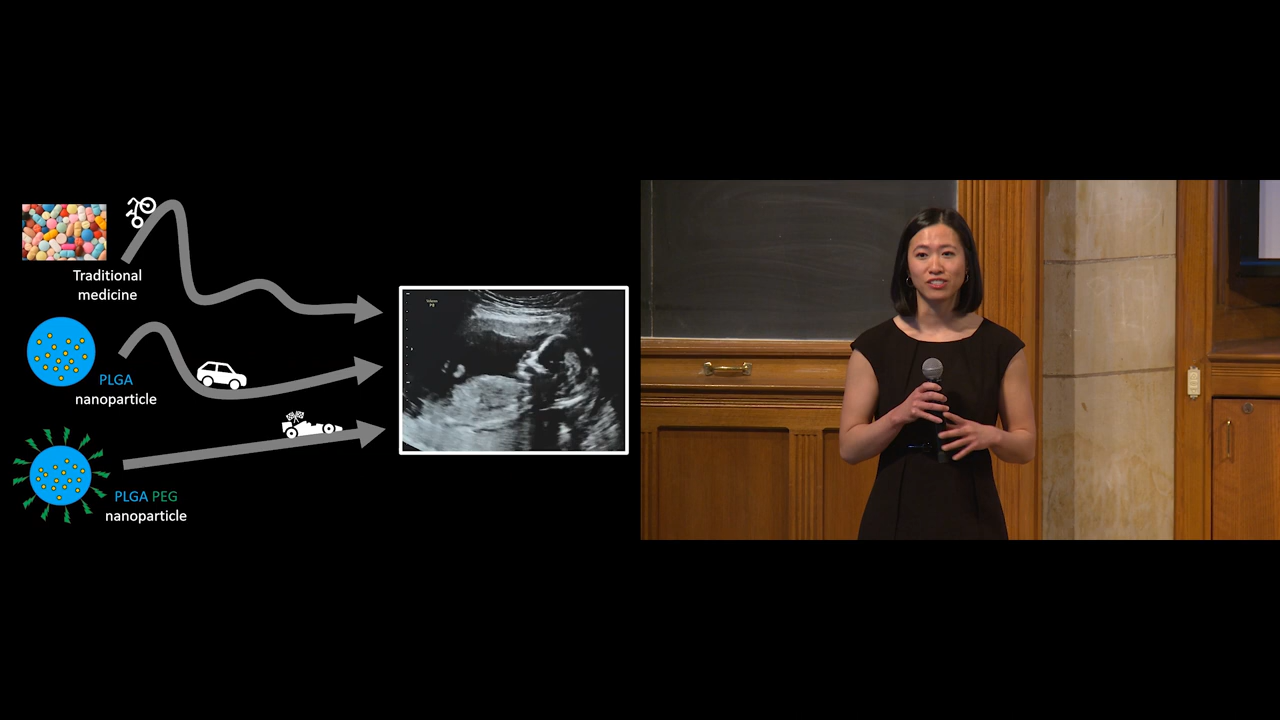 Traditional
medicine
PLGA
nanoparticle
PLGA PEG
nanoparticle